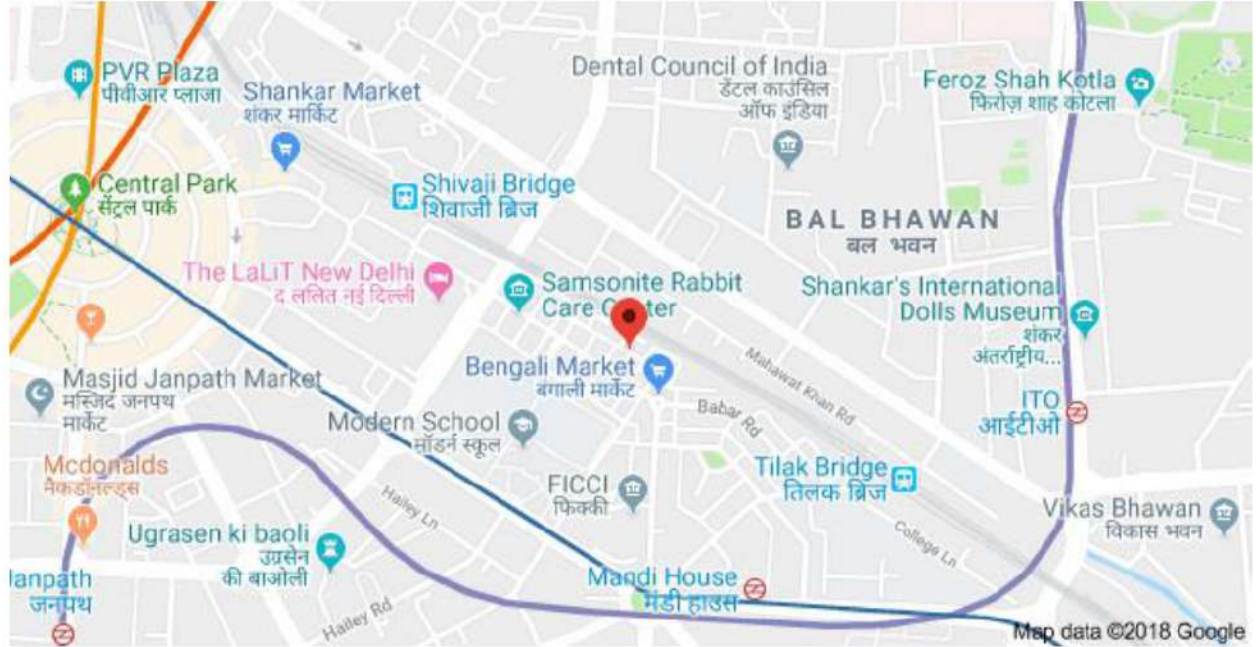 PVR Plaza
पीवीआर प्लाजा
Shankar Market
शंकर मार्किट
Dental Council of India
डेंटल काउंसिल
ऑफ इंडिया
Feroz Shah Kotla
फिरोज़ शाह कोटला
Central Park
सेंट्रल पार्क
Shivaji Bridge
शिवाजी ब्रिज
BAL BHAWAN
बल भवन
The LaLiT New Delhi
द ललित नई दिल्ली
Samsonite Rabbit
Care
Shankar's International
Dolls Museum
शंकर
अंतर्राष्ट्रीय...
Masjid Janpath Market
मस्जिद जनपथ
मार्केट
Bengali Market
बंगाली मार्केट
Mahawat Khan Rd
ITO
आईटीओ
Modern School
मॉडर्न स्कूल
Babar Rd
Mcdonalds
मैकडॉनल्ड्स
FICCI
फिक्की
Tilak Bridge
तिलक ब्रिज
Hailey Ln
Vikas Bhawan
विकास भवन
Ugrasen ki baoli
उग्रसेन
की बाओली
College Ln
Janpath
जनपथ
Mandi House
मंडी हाउस
Hailey Rd
Map data ©2018 Google